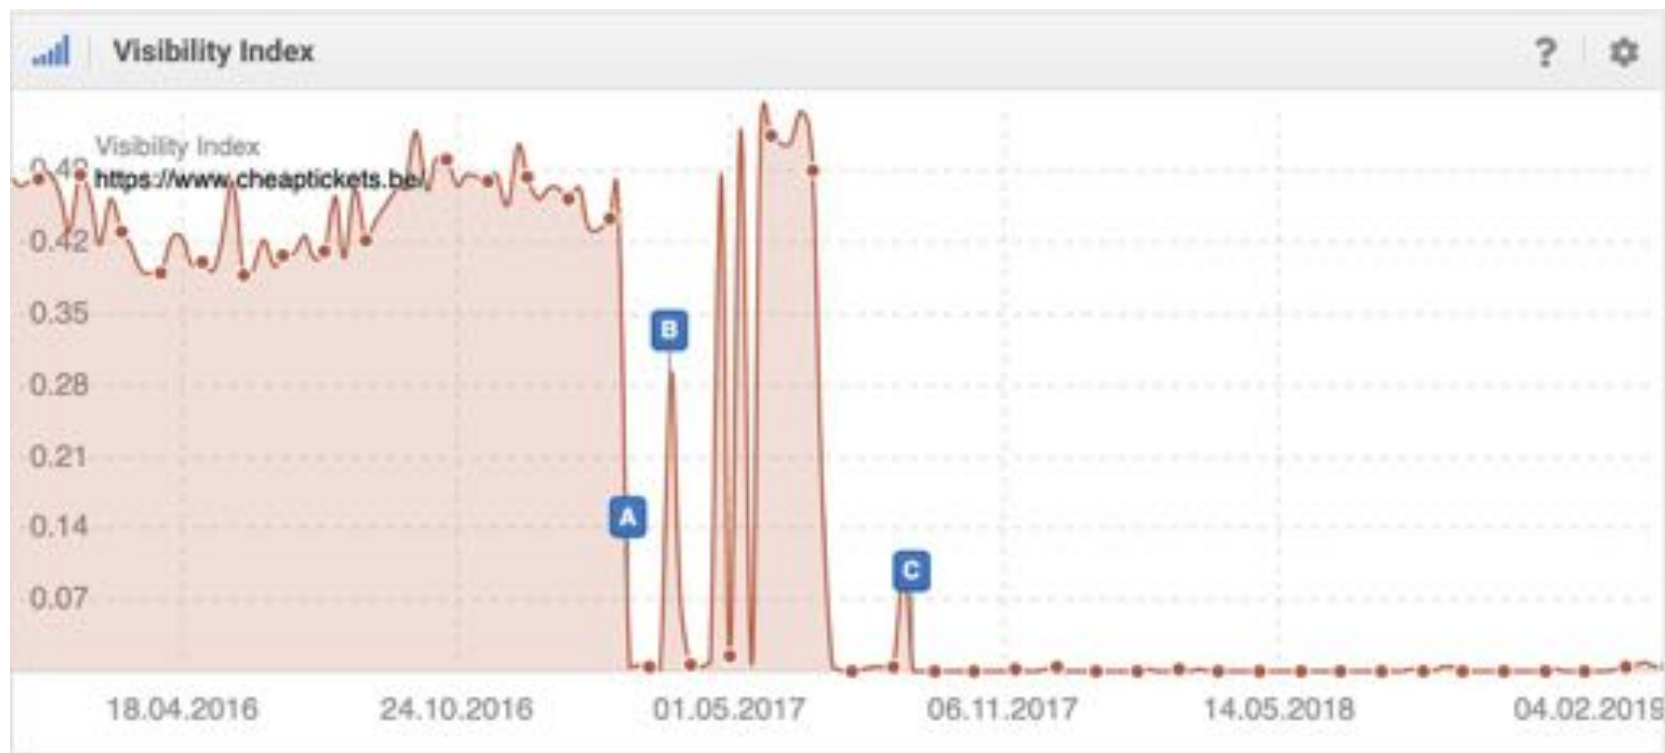 Visibility Index
?
Visibility Index
https://www.cheaptickets.be/
0.42
0.35
0.28
0.21
0.14
0.07
A
B
C
18.04.2016
24.10.2016
01.05.2017
06.11.2017
14.05.2018
04.02.2019